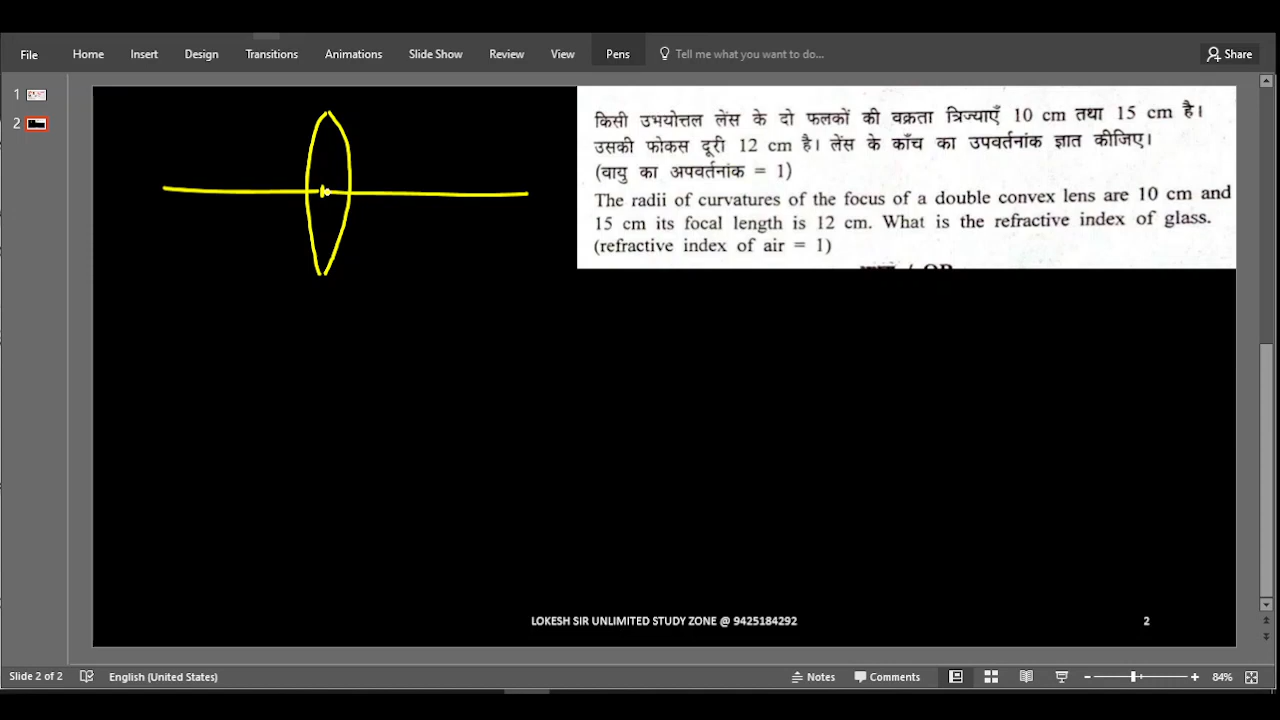 File Home Insert Design Transitions Animations Slide Show Review View Pens Tell me what you want to do... Share
1
2
किसी उभयोत्तल लेंस के दो फलकों की वक्रता त्रिज्याएँ 10 cm तथा 15 cm है।
उसकी फोकस दूरी 12 cm है। लेंस के काँच का उपवर्तनांक ज्ञात कीजिए।
(वायु का अपवर्तनांक = 1)
The radii of curvatures of the focus of a double convex lens are 10 cm and
15 cm its focal length is 12 cm. What is the refractive index of glass.
(refractive index of air = 1)
LOKESH SIR UNLIMITED STUDY ZONE @ 9425184292 2
Slide 2 of 2 English (United States) Notes Comments 84%